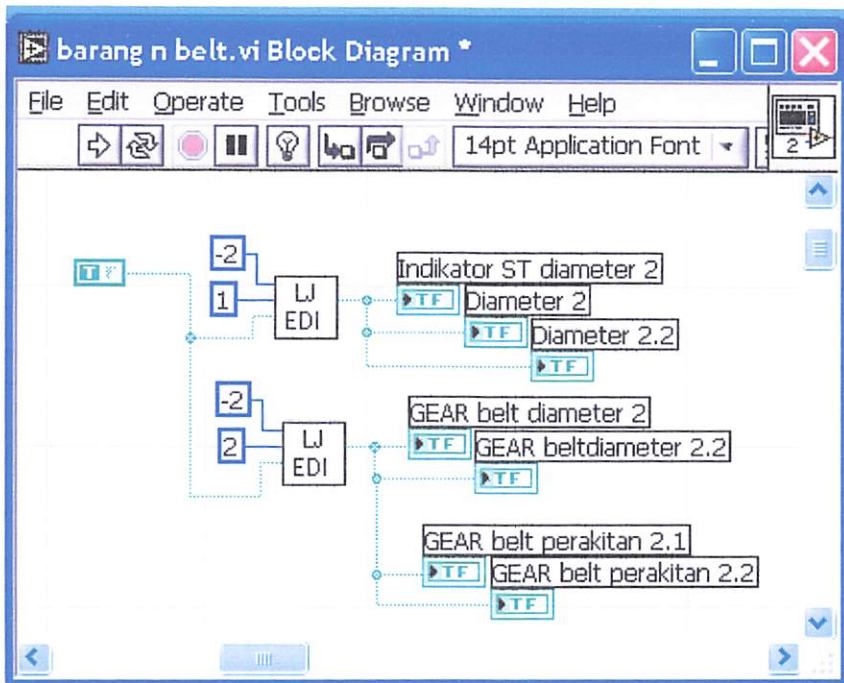 barang n belt.vi Block Diagram *
File Edit Operate Tools Browse Window Help
14pt Application Font
2
T
-2
1
LJ
EDI
Indikator ST diameter 2
TF
Diameter 2
TF
Diameter 2.2
TF
-2
2
LJ
EDI
GEAR belt diameter 2
TF
GEAR beltdiameter 2.2
TF
GEAR belt perakitan 2.1
TF
GEAR belt perakitan 2.2
TF